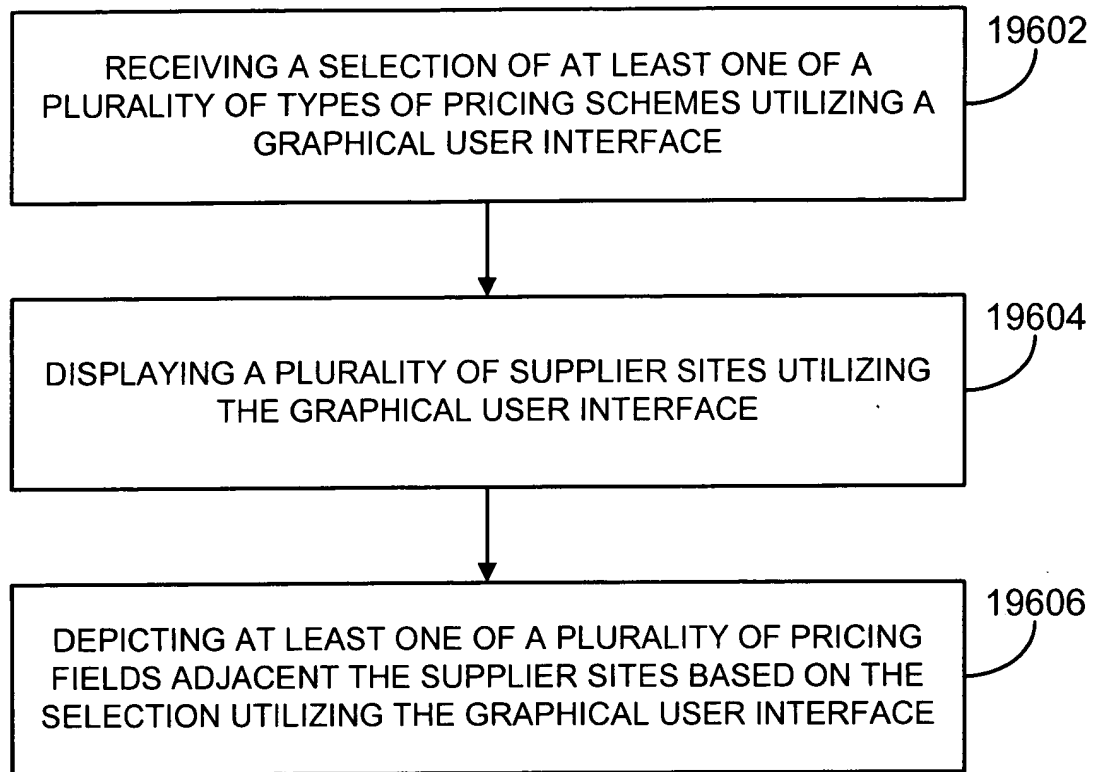 19602
RECEIVING A SELECTION OF AT LEAST ONE OF A
PLURALITY OF TYPES OF PRICING SCHEMES UTILIZING A
GRAPHICAL USER INTERFACE
19604
DISPLAYING A PLURALITY OF SUPPLIER SITES UTILIZING
THE GRAPHICAL USER INTERFACE
19606
DEPICTING AT LEAST ONE OF A PLURALITY OF PRICING
FIELDS ADJACENT THE SUPPLIER SITES BASED ON THE
SELECTION UTILIZING THE GRAPHICAL USER INTERFACE